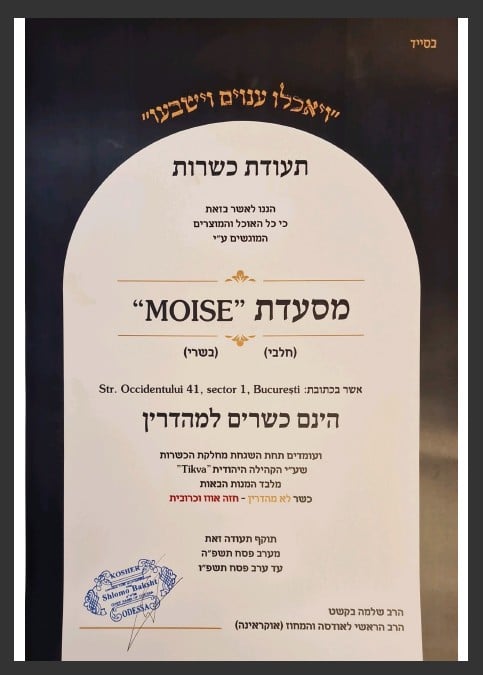 בסייד
"ויאכלו ענוים וישבעו"
תעודת כשרות
הננו לאשר בזאת
כי כל האוכל והמוצרים
המוגשים ע"י
מסעדת "MOISE"
(חלבי) (בשרי)
אשר בכתובת: Str. Occidentului 41, sector 1, București
הינם כשרים למהדרין
ועומדים תחת השגחת מחלקת הכשרות
שע"י הקהילה היהודית "Tikva"
מלבד המנות הבאות
כשר לא מהדרין - חזה אווז וכרובית
תוקף תעודה זאת
מערב פסח תשפ"ה
עד ערב פסח תשפ"ו
KOSHER
Shlomo Baksht
ODESSA
הרב שלמה בקשט
הרב הראשי לאודסה והמחוז (אוקראינה)